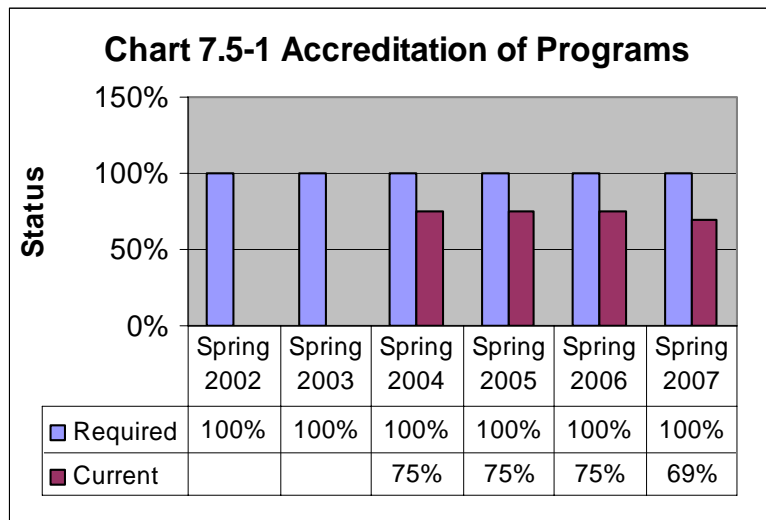 Chart 7.5-1 Accreditation of Programs
150%
100%
50%
0%
Status
Spring Spring Spring Spring Spring Spring
2002 2003 2004 2005 2006 2007
Required 100% 100% 100% 100% 100% 100%
Current 75% 75% 75% 69%